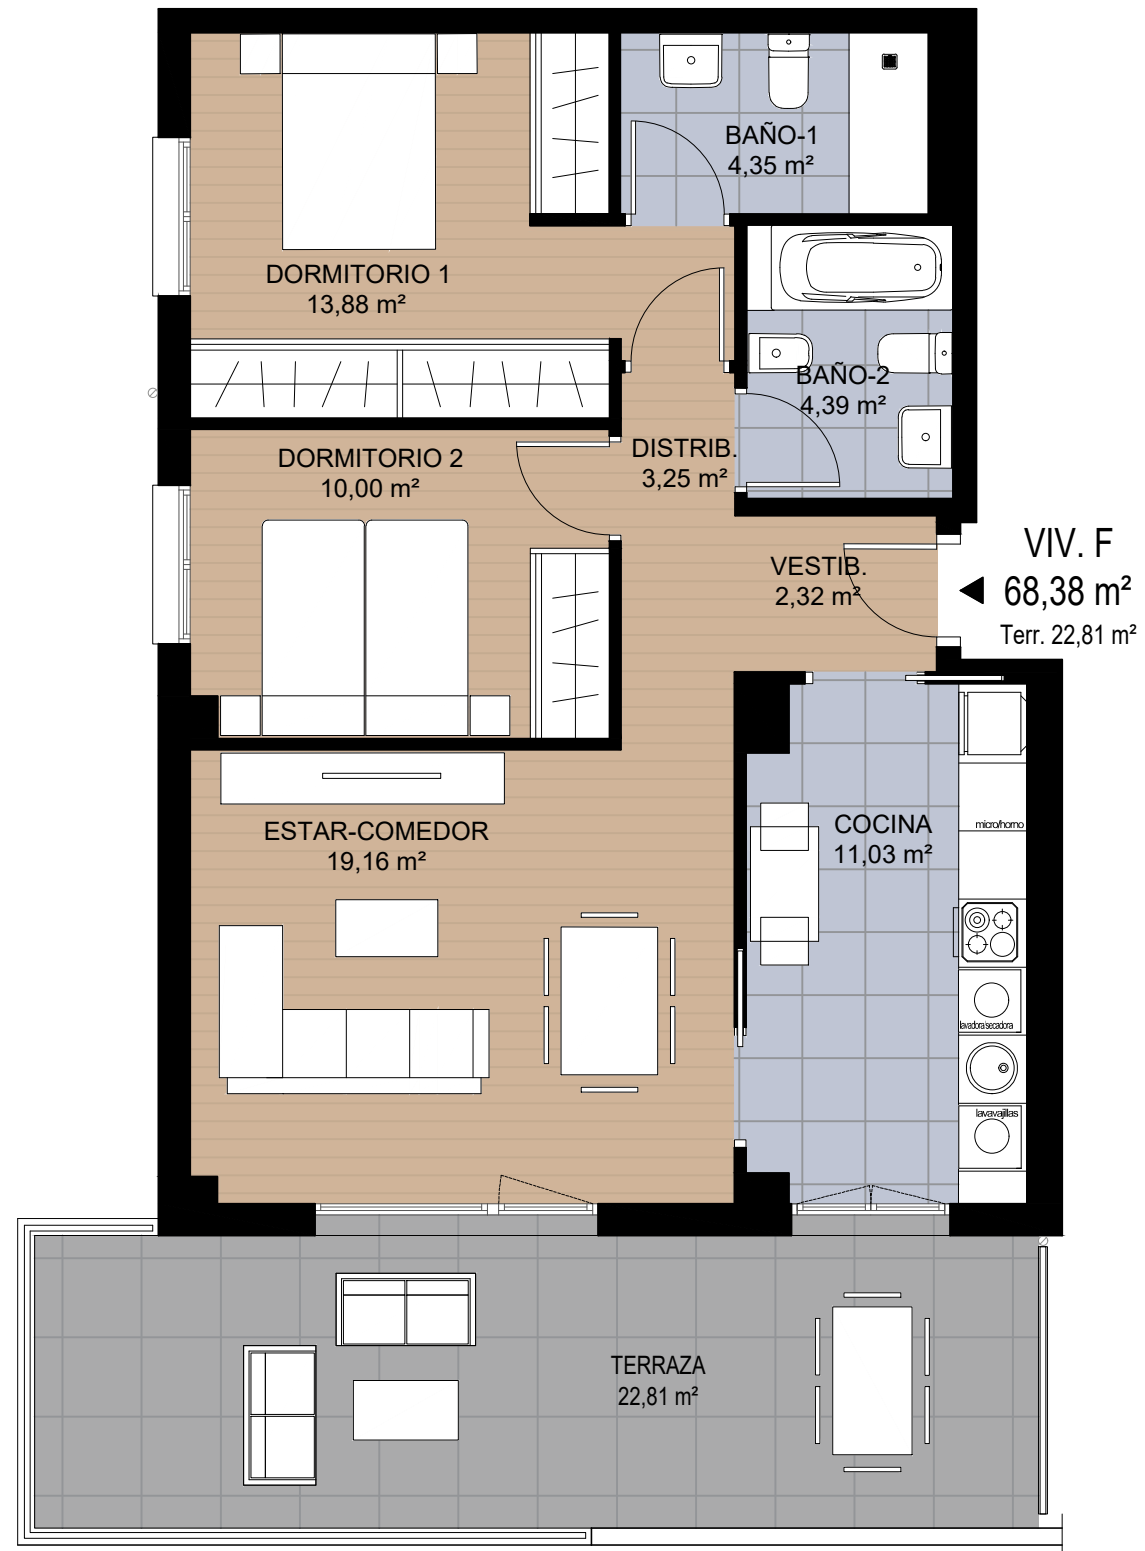 BAÑO-1
4,35 m²
DORMITORIO 1
13,88 m²
BAÑO-2
4,39 m²
DISTRIB.
3,25 m²
DORMITORIO 2
10,00 m²
VESTIB.
2,32 m²
VIV. F
68,38 m²
Terr. 22,81 m²
ESTAR-COMEDOR
19,16 m²
COCINA
11,03 m²
micro/horno
lavadora/secadora
lavavajillas
TERRAZA
22,81 m²